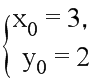 x₀ = 3,
y₀ = 2